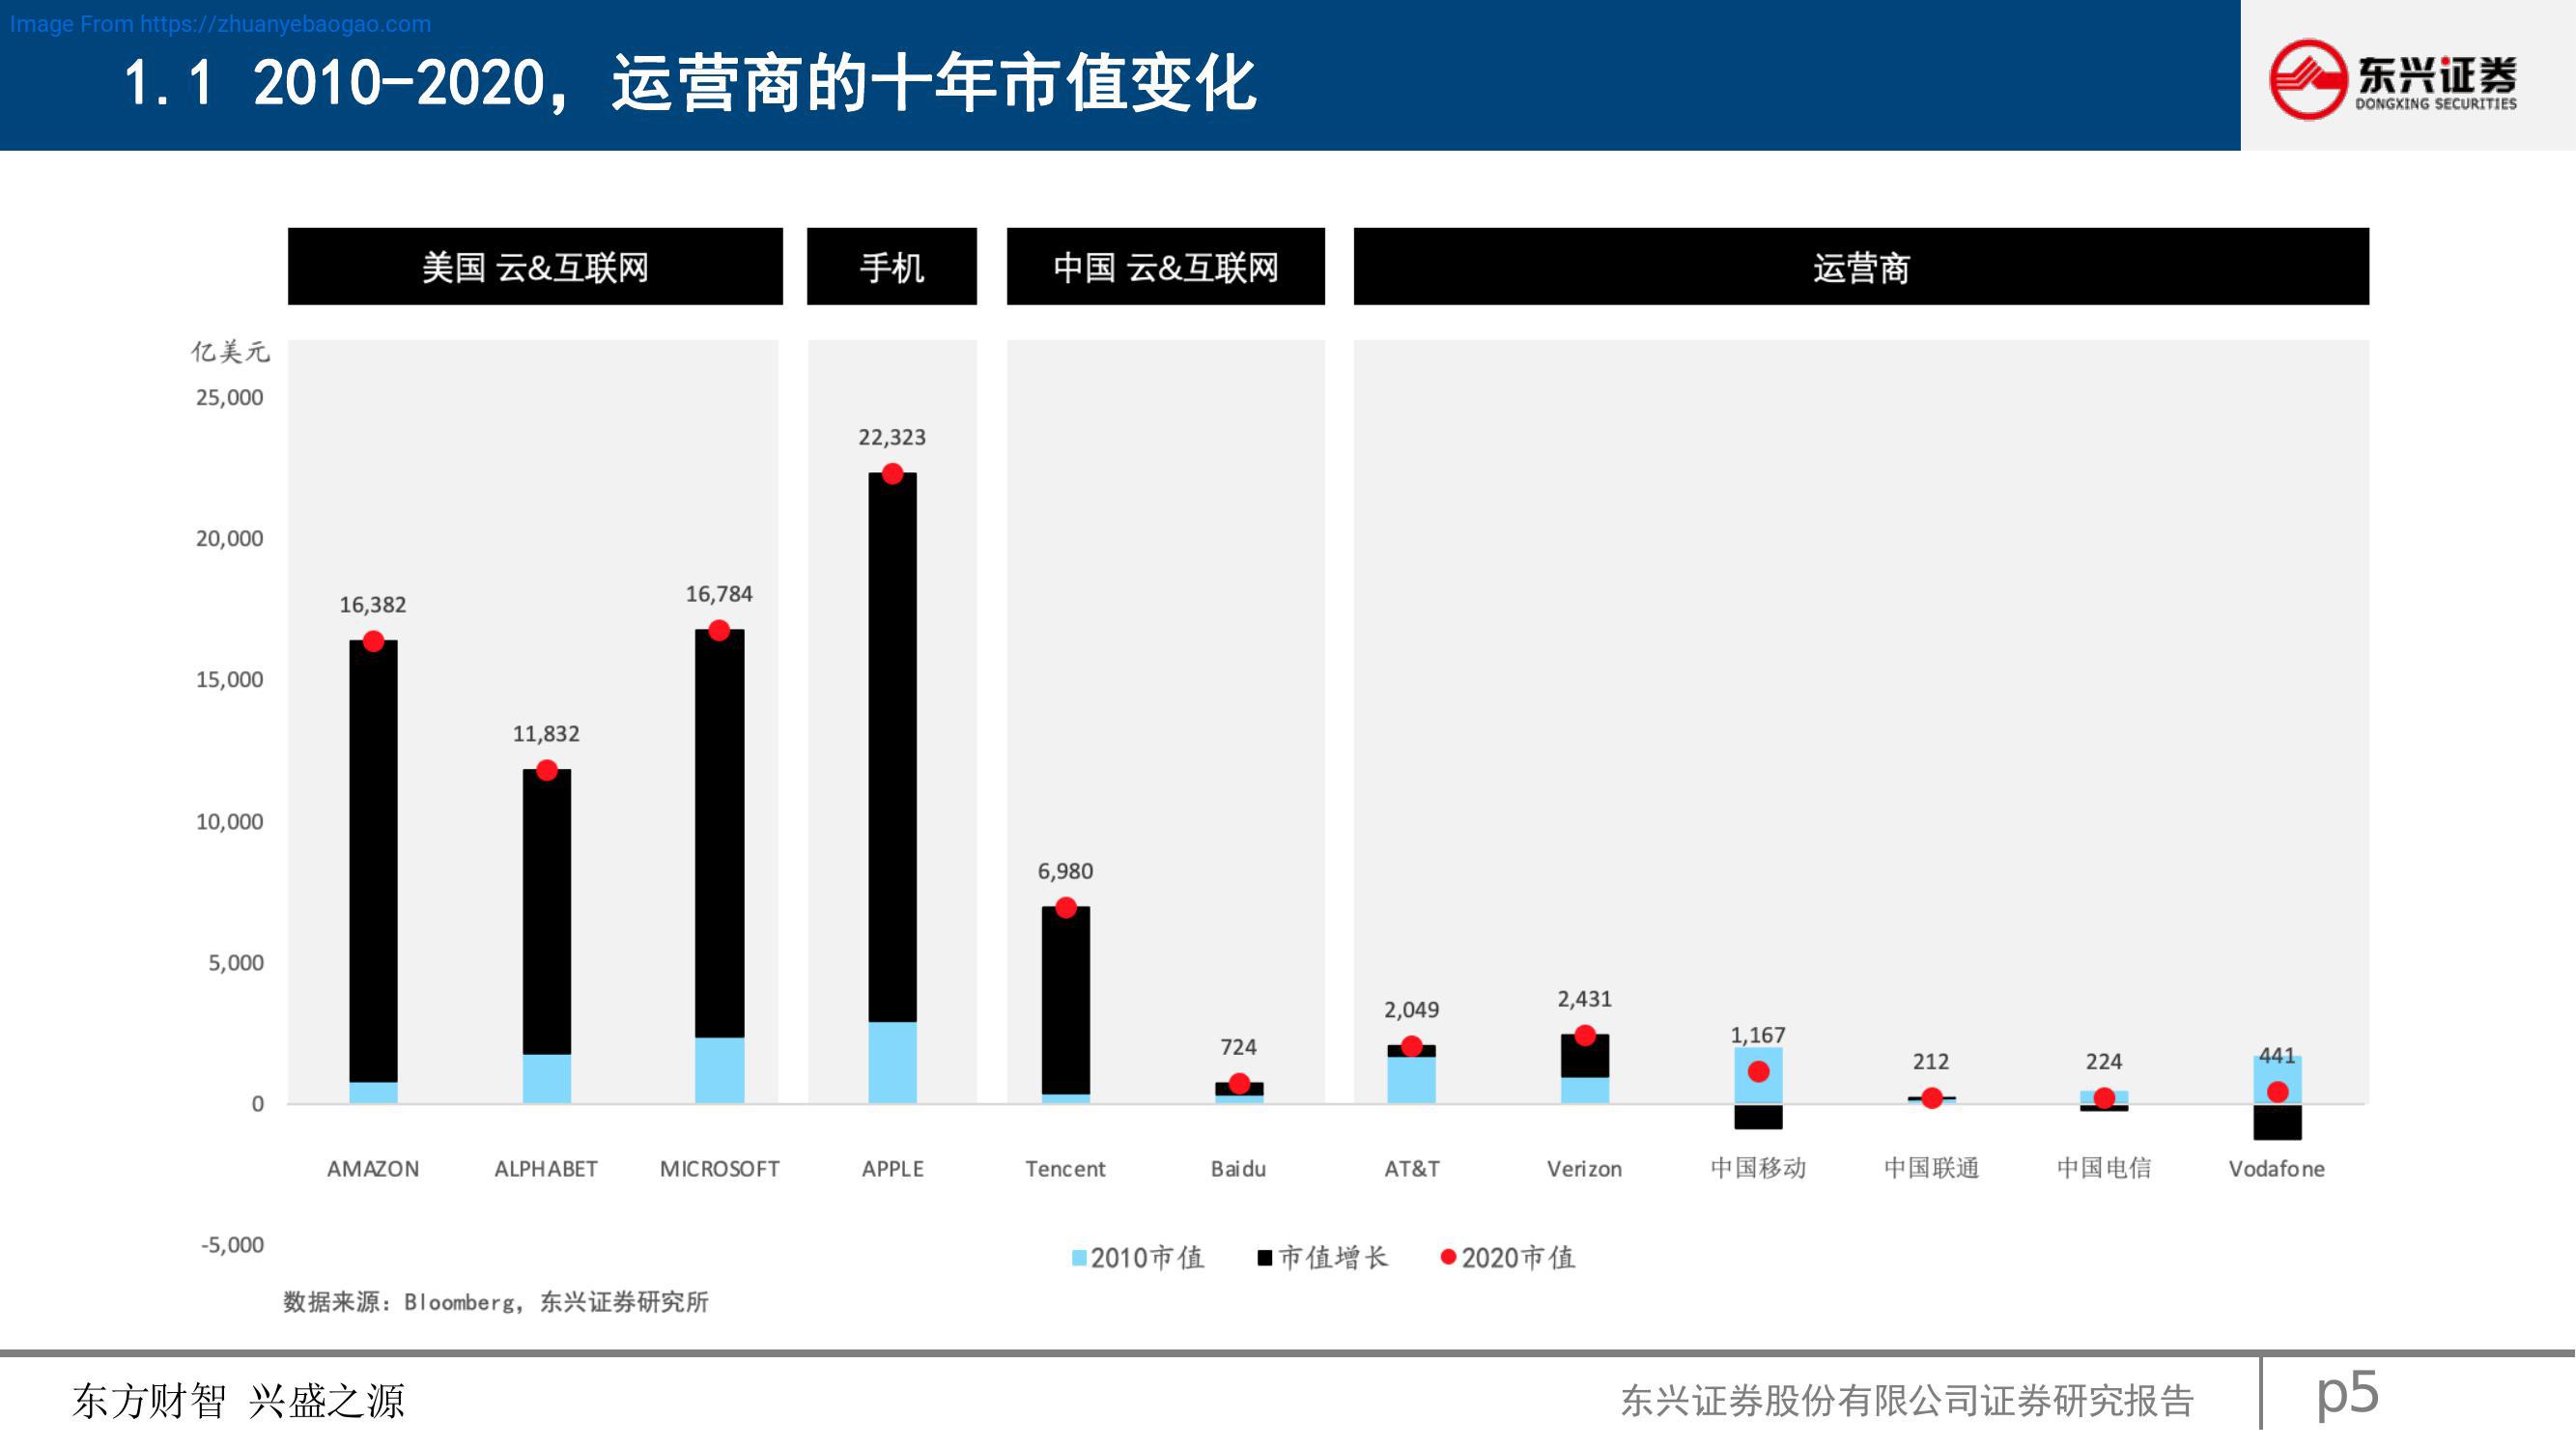 Image From https://zhuanyebaogao.com
1.1 2010-2020，运营商的十年市值变化
东兴证券
DONGXING SECURITIES
美国 云&互联网
手机
中国 云&互联网
运营商
亿美元
25,000
20,000
15,000
10,000
5,000
0
-5,000
16,382
11,832
16,784
22,323
6,980
724
2,049
2,431
1,167
212
224
441
AMAZON
ALPHABET
MICROSOFT
APPLE
Tencent
Baidu
AT&T
Verizon
中国移动
中国联通
中国电信
Vodafone
2010市值
市值增长
2020市值
数据来源：Bloomberg，东兴证券研究所
东方财智 兴盛之源
东兴证券股份有限公司证券研究报告
p5